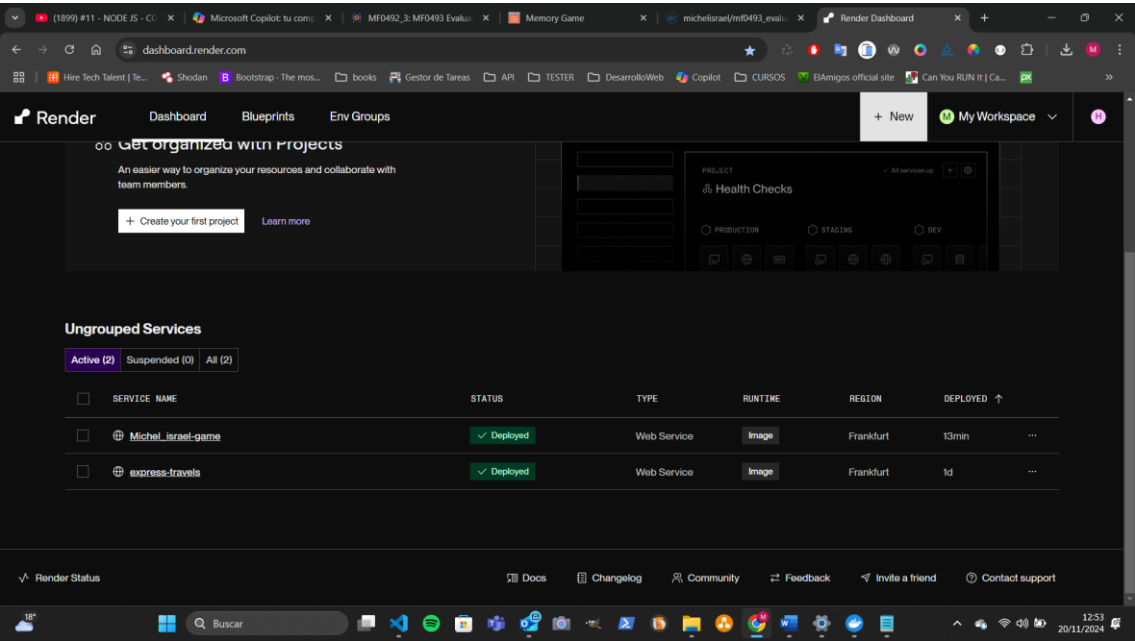 (1899) #11 - NODE JS - CO
Microsoft Copilot: tu comp
MF0492_3: MF0493 Evalua
Memory Game
michelisrael/mf0493_evalu
Render Dashboard
dashboard.render.com
Hire Tech Talent | Te...
Shodan
Bootstrap · The mos...
books
Gestor de Tareas
API
TESTER
DesarrolloWeb
Copilot
CURSOS
ElAmigos official site
Can You RUN It | Ca...
px
»
Render
Dashboard
Blueprints
Env Groups
+ New
M My Workspace
H
Get organized with Projects
An easier way to organize your resources and collaborate with
team members.
+ Create your first project
Learn more
PROJECT
Health Checks
All services up
PRODUCTION
STAGING
DEV
Ungrouped Services
Active (2) Suspended (0) All (2)
SERVICE NAME STATUS TYPE RUNTIME REGION DEPLOYED ↑
Michel_israel-game ✓ Deployed Web Service Image Frankfurt 13min ...
express-travels ✓ Deployed Web Service Image Frankfurt 1d ...
Render Status
Docs
Changelog
Community
Feedback
Invite a friend
Contact support
18°
Buscar
12:53
20/11/2024